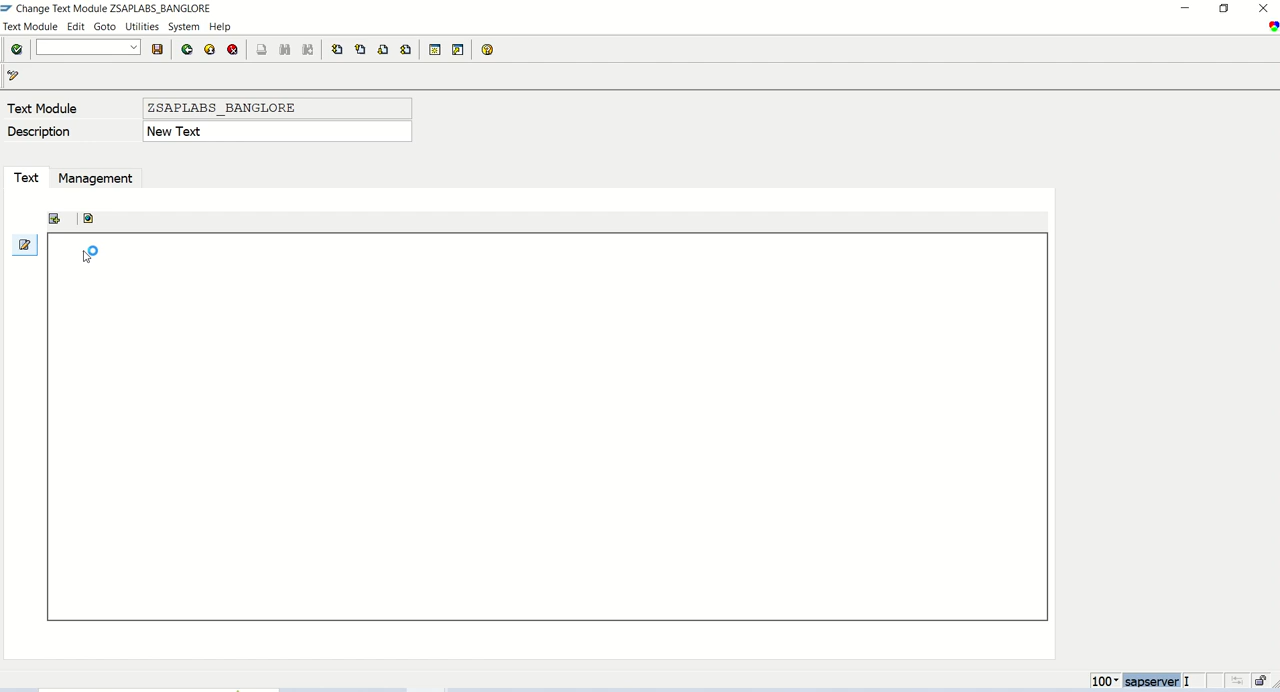 Change Text Module ZSAPLABS_BANGLORE
Text Module Edit Goto Utilities System Help
Text Module ZSAPLABS_BANGLORE
Description New Text
Text Management
100 sapserver I